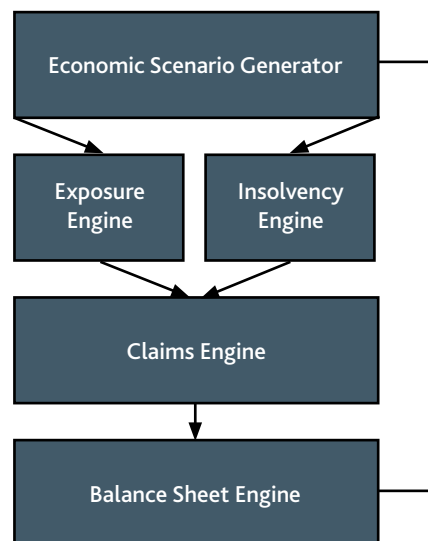 Economic Scenario Generator
Exposure
Engine
Insolvency
Engine
Claims Engine
Balance Sheet Engine